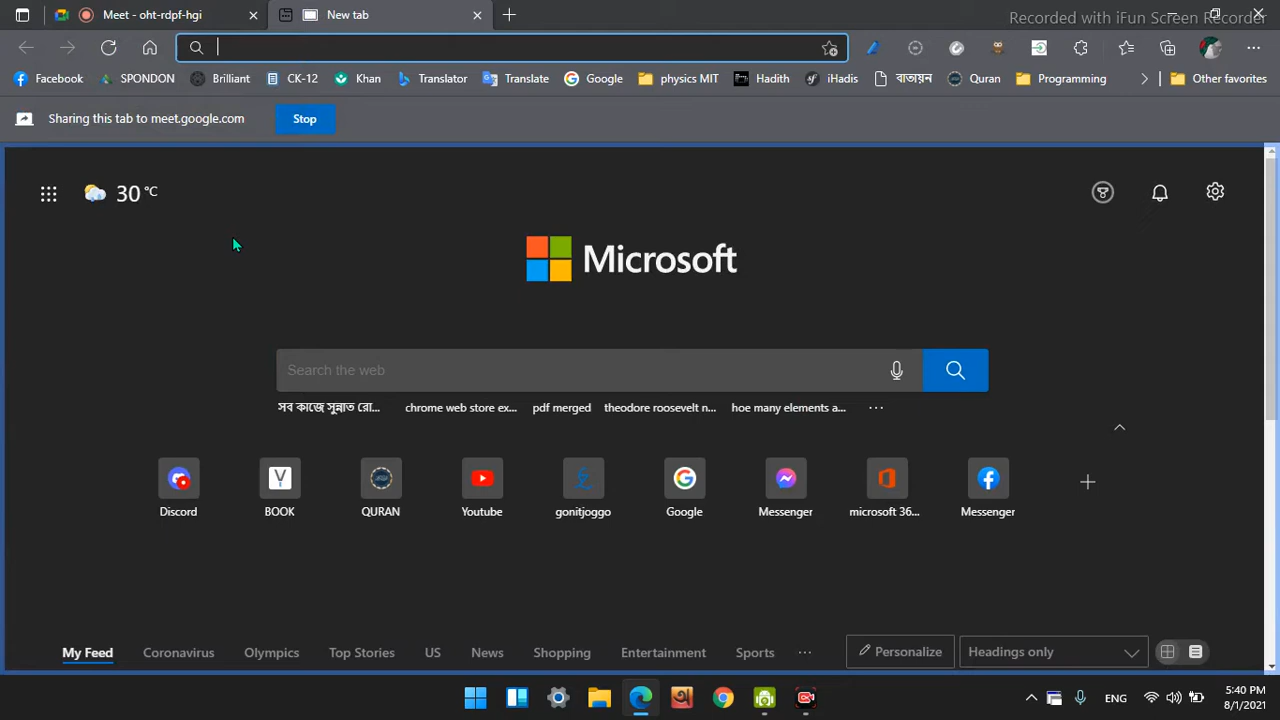 Meet - oht-rdpf-hgi
New tab
Recorded with iFun Screen Recorder
Facebook SPONDON Brilliant CK-12 Khan Translator Translate Google physics MIT Hadith iHadis বাতায়ন Quran Programming Other favorites
Sharing this tab to meet.google.com Stop
30 °C
Microsoft
Search the web
সব কাজে সুন্নাত রো... chrome web store ex... pdf merged theodore roosevelt n... hoe many elements a...
Discord BOOK QURAN Youtube gonitjoggo Google Messenger microsoft 36... Messenger
My Feed Coronavirus Olympics Top Stories US News Shopping Entertainment Sports ... Personalize Headings only
ENG 5:40 PM
8/1/2021